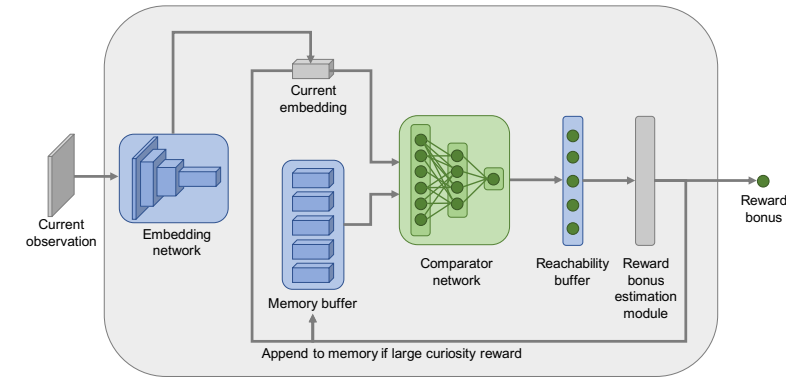 Current
observation
Embedding
network
Current
embedding
Memory buffer
Comparator
network
Reachability
buffer
Reward
bonus
estimation
module
Reward
bonus
Append to memory if large curiosity reward